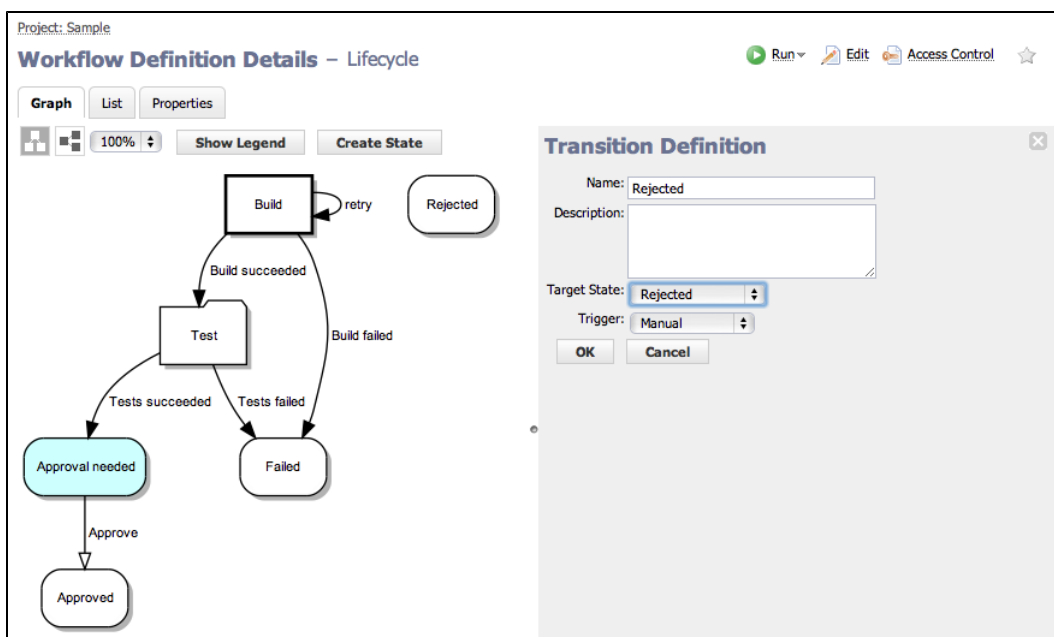 Project: Sample
Workflow Definition Details – Lifecycle
Run Edit Access Control
Graph List Properties
100% Show Legend Create State
Transition Definition
Name: Rejected
Description:
Target State: Rejected
Trigger: Manual
OK Cancel
Build
retry
Rejected
Build succeeded
Test
Build failed
Tests succeeded
Tests failed
Approval needed
Failed
Approve
Approved